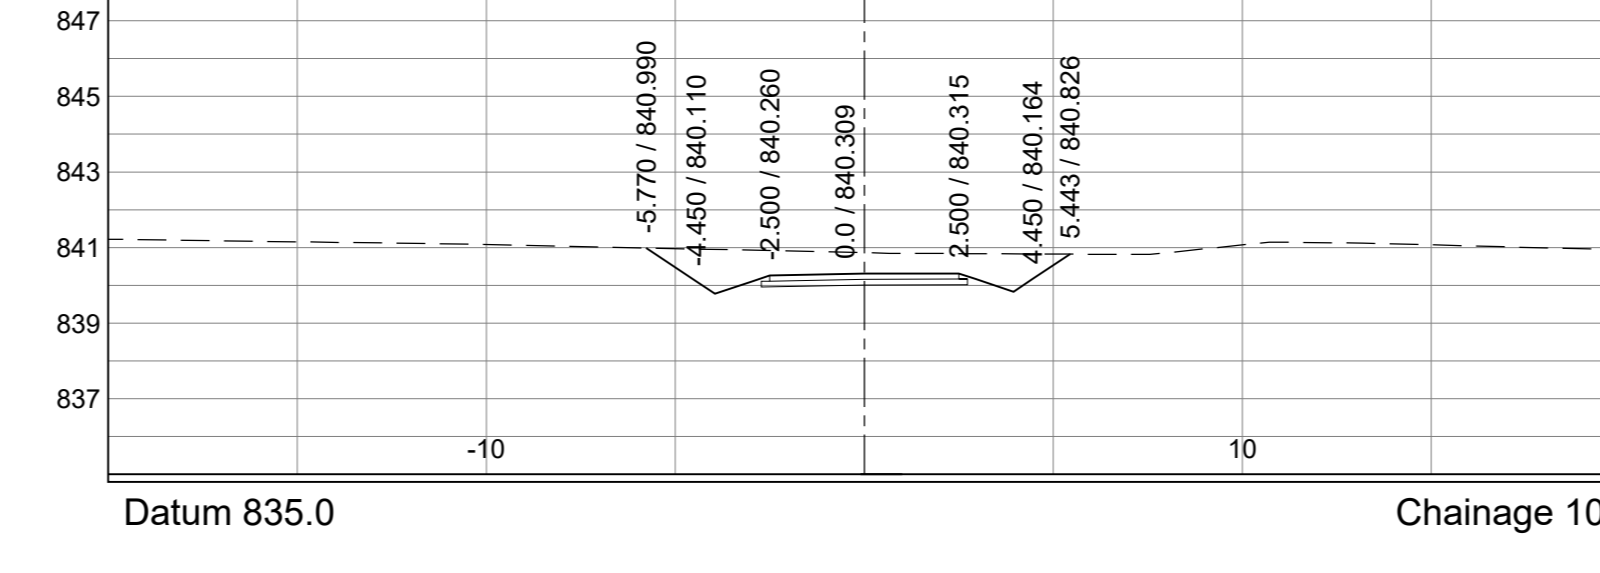 847
845
843
841
839
837
-5.770 / 840.990
-4.450 / 840.110
-2.500 / 840.260
0.0 / 840.309
2.500 / 840.315
4.450 / 840.164
5.443 / 840.826
-10
10
Datum 835.0
Chainage 10